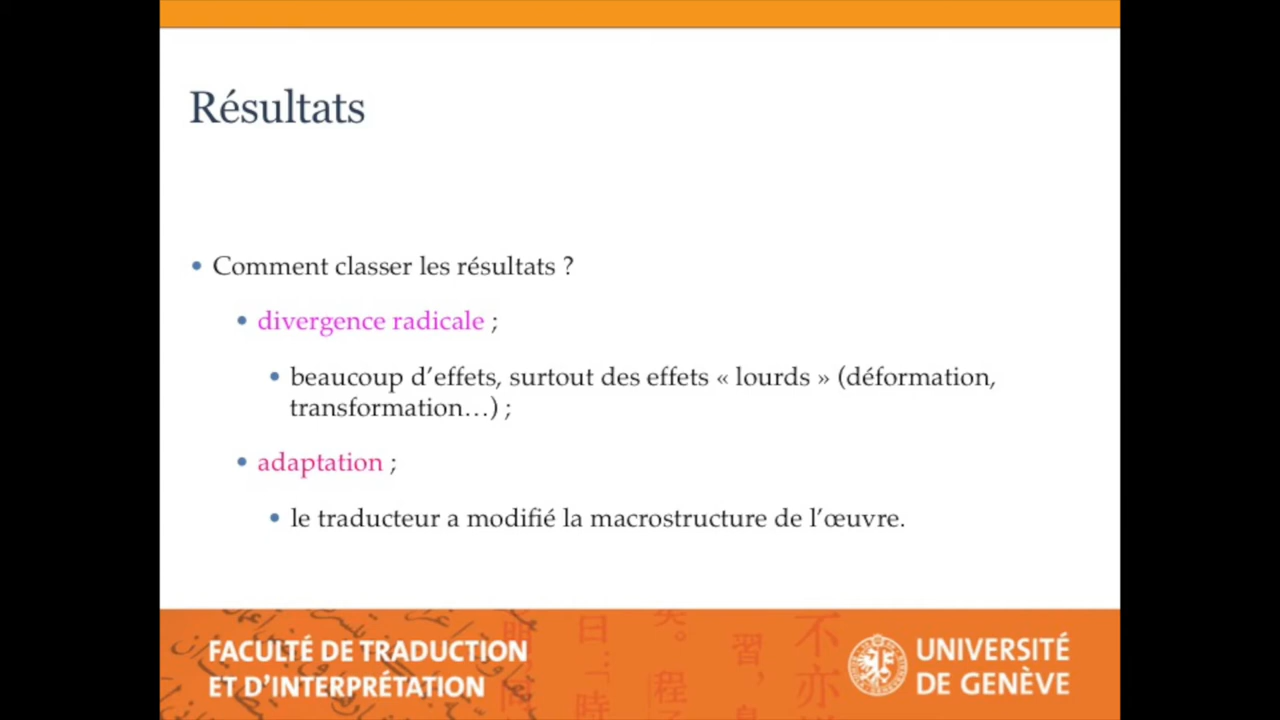 Résultats
• Comment classer les résultats ?
• divergence radicale ;
• beaucoup d’effets, surtout des effets « lourds » (déformation,
transformation…) ;
• adaptation ;
• le traducteur a modifié la macrostructure de l’œuvre.
FACULTÉ DE TRADUCTION
ET D’INTERPRÉTATION
UNIVERSITÉ
DE GENÈVE